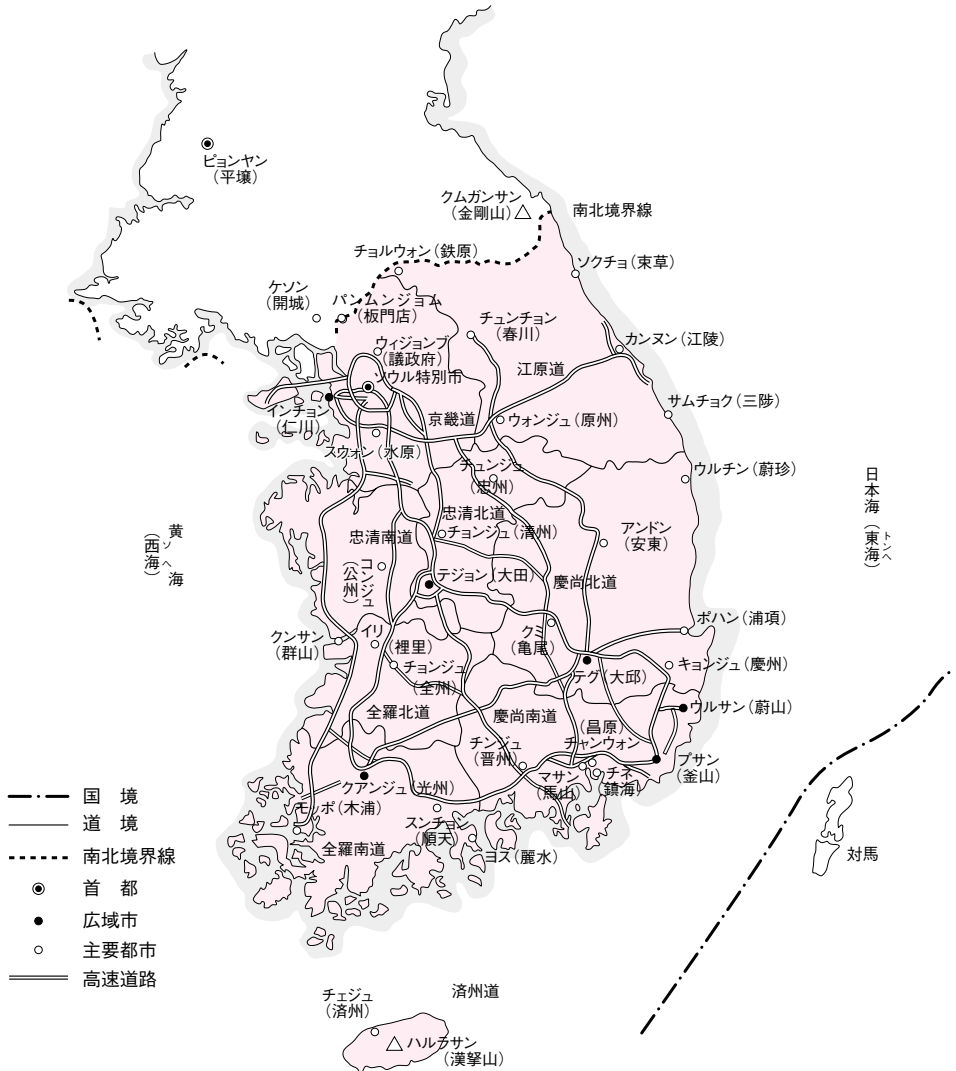 ピョンヤン
（平壌）
クムガンサン
（金剛山）
南北境界線
チョルウォン（鉄原）
ソクチョ（束草）
ケソン
（開城）
パンムンジョム
（板門店）
チュンチョン
（春川）
カンヌン（江陵）
ウィジョンブ
（議政府）
ソウル特別市
江原道
インチョン
（仁川）
京畿道
ウォンジュ（原州）
サムチョク（三陟）
スウォン（水原）
チュンジュ
（忠州）
ウルチン（蔚珍）
日本海（東海）
トンヘ
黄海
ソヘ
（西海）
忠清北道
忠清南道
チョンジュ（清州）
アンドン
（安東）
コンジュ
（公州）
テジョン（大田）
慶尚北道
クンサン
（群山）
イリ
（裡里）
クミ
（亀尾）
ポハン（浦項）
チョンジュ
（全州）
テグ（大邱）
キョンジュ（慶州）
全羅北道
慶尚南道
ウルサン（蔚山）
（昌原）
チャンウォン
チンジュ
（晋州）
マサン
（馬山）
チネ
（鎮海）
プサン
（釜山）
クアンジュ（光州）
モッポ（木浦）
スンチョン
（順天）
全羅南道
ヨス（麗水）
対馬
国　境
道　境
南北境界線
首　都
広域市
主要都市
高速道路
チェジュ
（済州）
済州道
ハルラサン
（漢拏山）